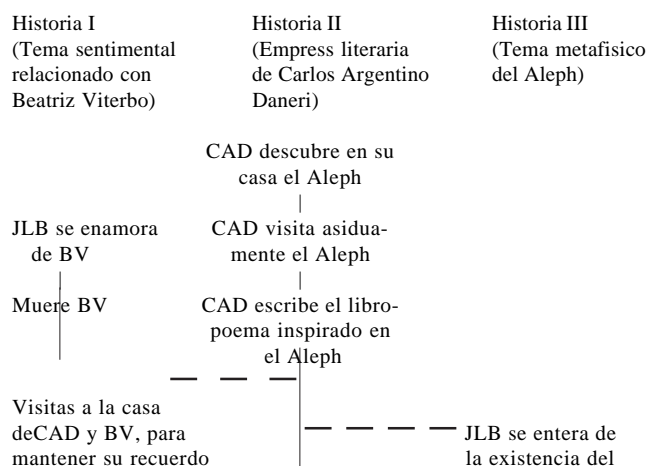 Historia I
(Tema sentimental
relacionado con
Beatriz Viterbo)
Historia II
(Empress literaria
de Carlos Argentino
Daneri)
Historia III
(Tema metafisico
del Aleph)
CAD descubre en su
casa el Aleph
JLB se enamora
de BV
CAD visita asidua-
mente el Aleph
Muere BV
CAD escribe el libro-
poema inspirado en
el Aleph
Visitas a la casa
deCAD y BV, para
mantener su recuerdo
JLB se entera de
la existencia del